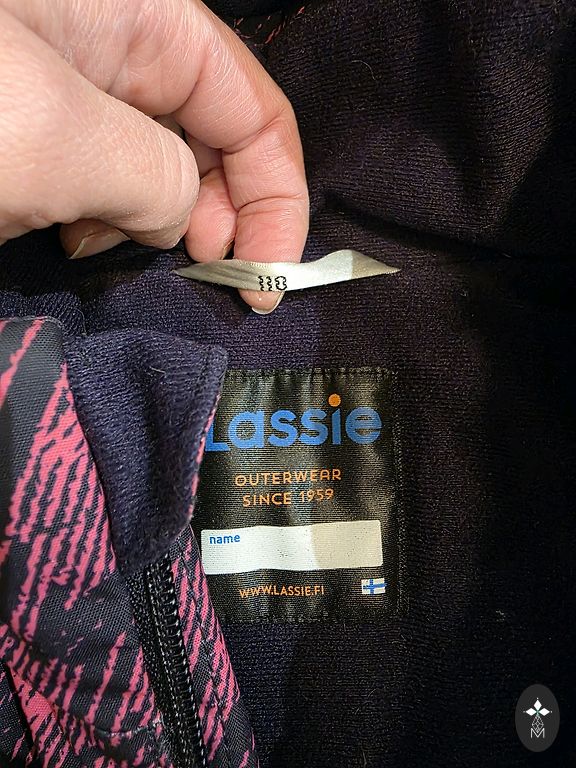 110
Lassie
OUTERWEAR
SINCE 1959
name
WWW.LASSIE.FI
M